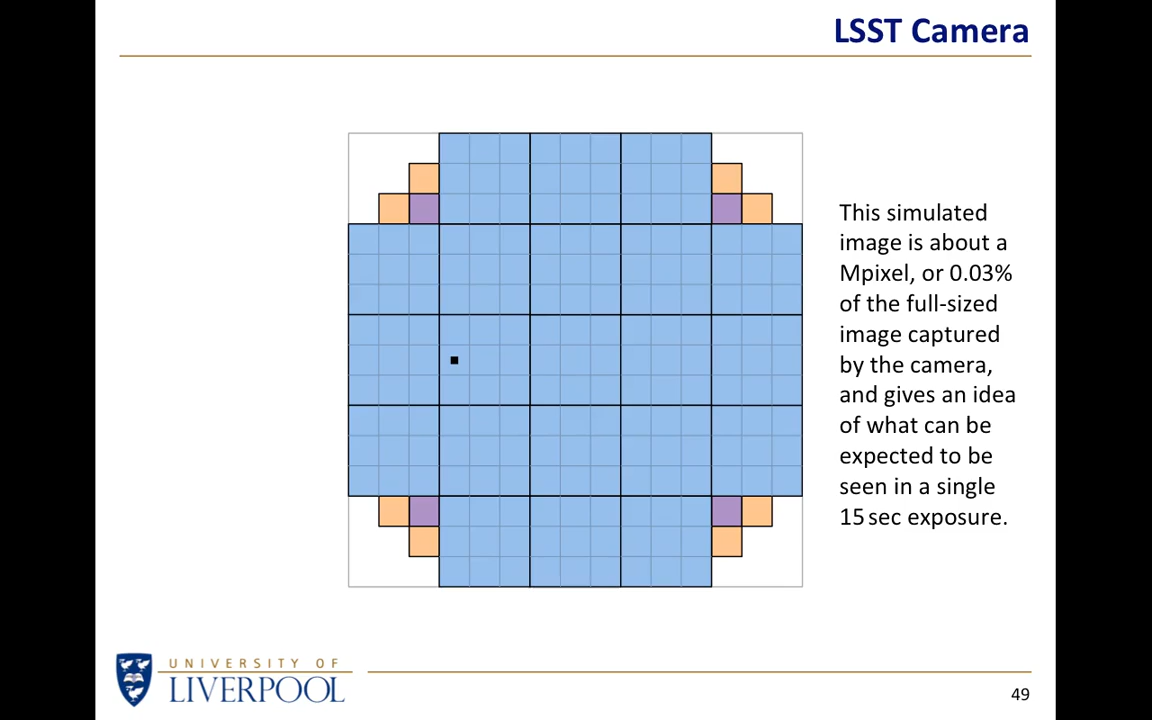 LSST Camera
This simulated
image is about a
Mpixel, or 0.03%
of the full-sized
image captured
by the camera,
and gives an idea
of what can be
expected to be
seen in a single
15 sec exposure.
UNIVERSITY OF
LIVERPOOL
49